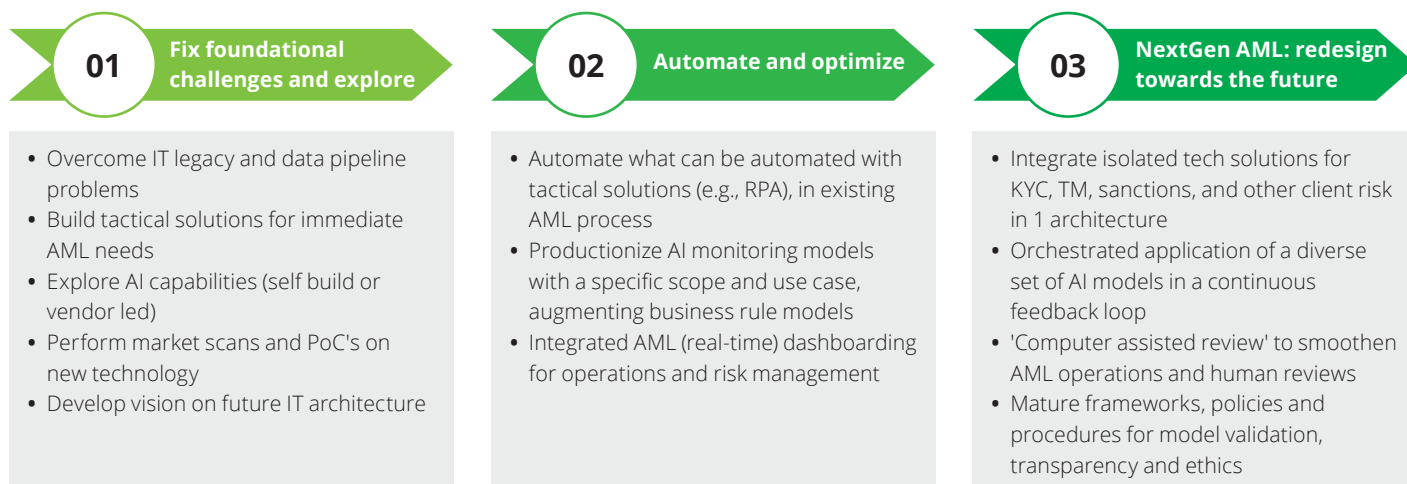 01
Fix foundational
challenges and explore
• Overcome IT legacy and data pipeline
problems
• Build tactical solutions for immediate
AML needs
• Explore AI capabilities (self build or
vendor led)
• Perform market scans and PoC's on
new technology
• Develop vision on future IT architecture
02
Automate and optimize
• Automate what can be automated with
tactical solutions (e.g., RPA), in existing
AML process
• Productionize AI monitoring models
with a specific scope and use case,
augmenting business rule models
• Integrated AML (real-time) dashboarding
for operations and risk management
03
NextGen AML: redesign
towards the future
• Integrate isolated tech solutions for
KYC, TM, sanctions, and other client risk
in 1 architecture
• Orchestrated application of a diverse
set of AI models in a continuous
feedback loop
• 'Computer assisted review' to smoothen
AML operations and human reviews
• Mature frameworks, policies and
procedures for model validation,
transparency and ethics